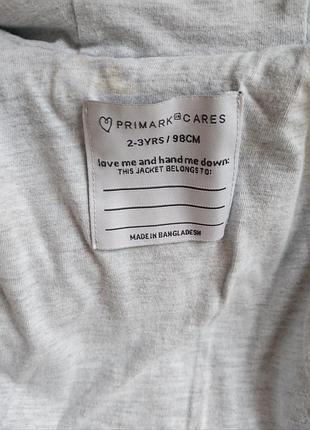 PRIMARK CARES
2-3YRS / 98CM
love me and hand me down:
THIS JACKET BELONGS TO:
MADE IN BANGLADESH